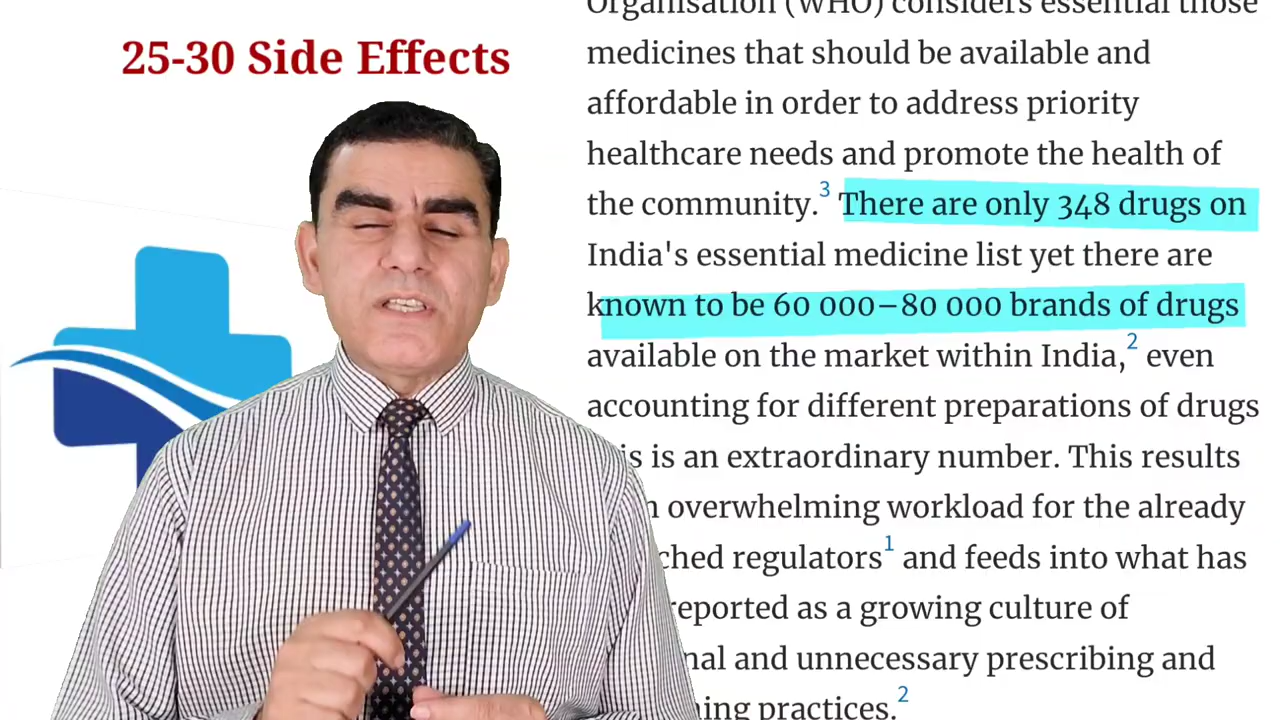 25-30 Side Effects
Organisation (WHO) considers essential those
medicines that should be available and
affordable in order to address priority
healthcare needs and promote the health of
the community.3 There are only 348 drugs on
India's essential medicine list yet there are
known to be 60 000–80 000 brands of drugs
available on the market within India,2 even
accounting for different preparations of drugs
is is an extraordinary number. This results
overwhelming workload for the already
ched regulators1 and feeds into what has
reported as a growing culture of
nal and unnecessary prescribing and
ing practices.2